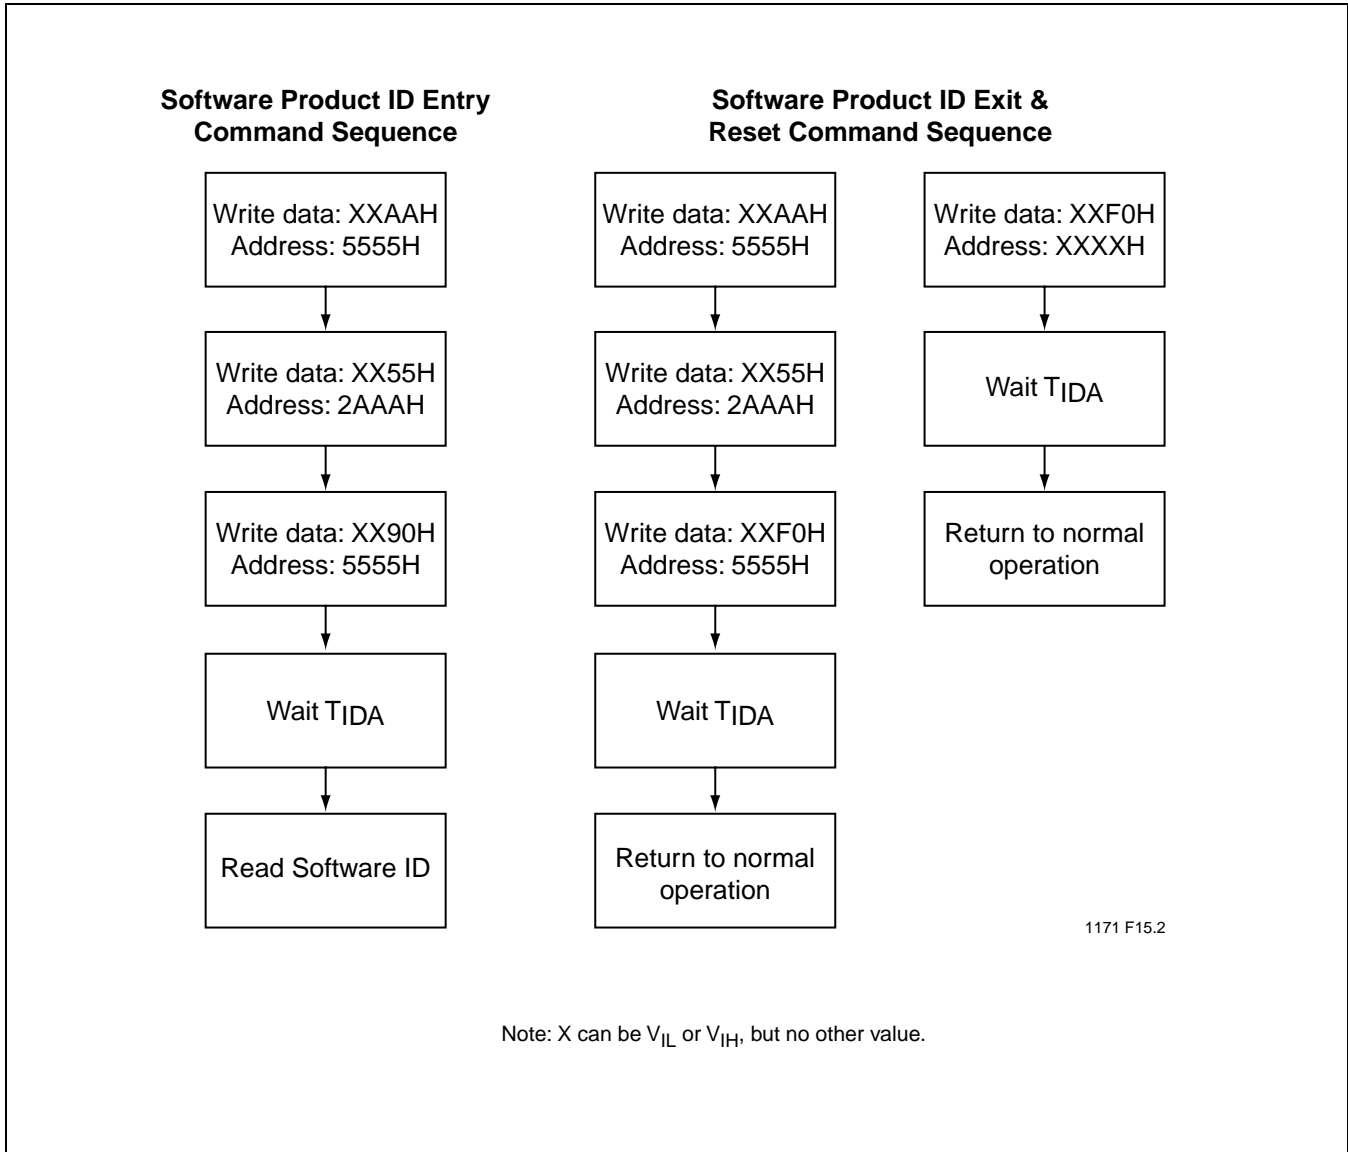 Software Product ID Entry
Command Sequence
Write data: XXAAH
Address: 5555H
Write data: XX55H
Address: 2AAAH
Write data: XX90H
Address: 5555H
Wait TIDA
Read Software ID
Software Product ID Exit &
Reset Command Sequence
Write data: XXAAH
Address: 5555H
Write data: XX55H
Address: 2AAAH
Write data: XXF0H
Address: 5555H
Wait TIDA
Return to normal
operation
Write data: XXF0H
Address: XXXXH
Wait TIDA
Return to normal
operation
1171 F15.2
Note: X can be VIL or VIH, but no other value.